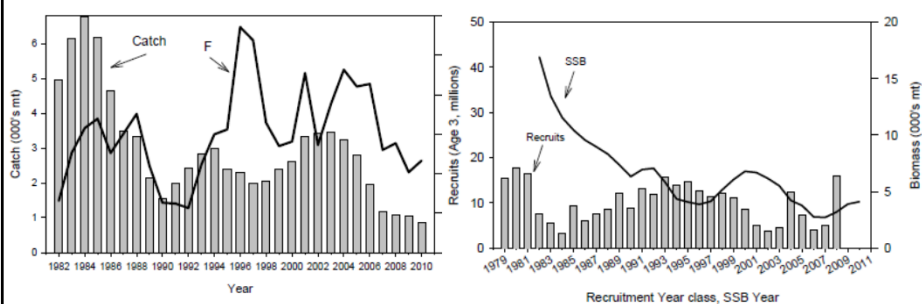 Catch (000's mt)
6
5
4
3
2
1
0
Catch
F
1982 1984 1986 1988 1990 1992 1994 1996 1998 2000 2002 2004 2006 2008 2010
Year
Recruits (Age 3, millions)
50
40
30
20
10
0
SSB
Recruits
20
15
10
5
0
Biomass (000's mt)
1979 1981 1983 1985 1987 1989 1991 1993 1995 1997 1999 2001 2003 2005 2007 2009 2011
Recruitment Year class, SSB Year